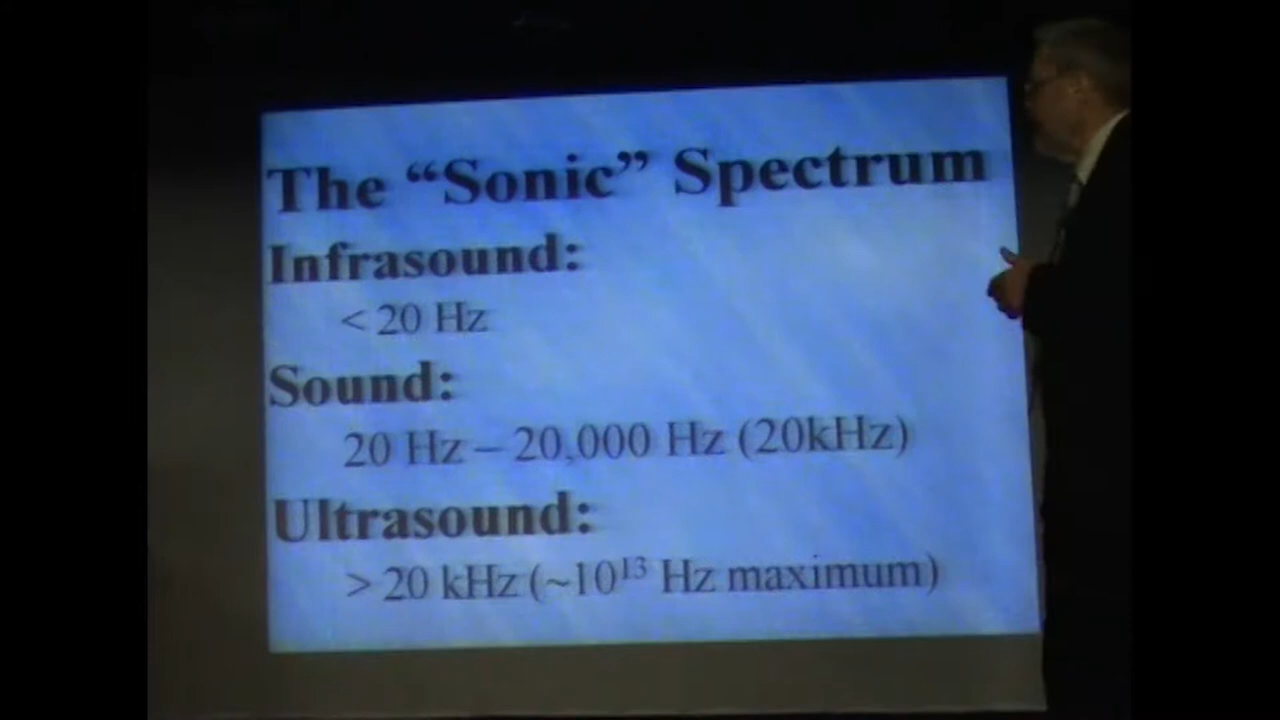 The “Sonic” Spectrum
Infrasound:
< 20 Hz
Sound:
20 Hz – 20,000 Hz (20kHz)
Ultrasound:
> 20 kHz (~10¹³ Hz maximum)